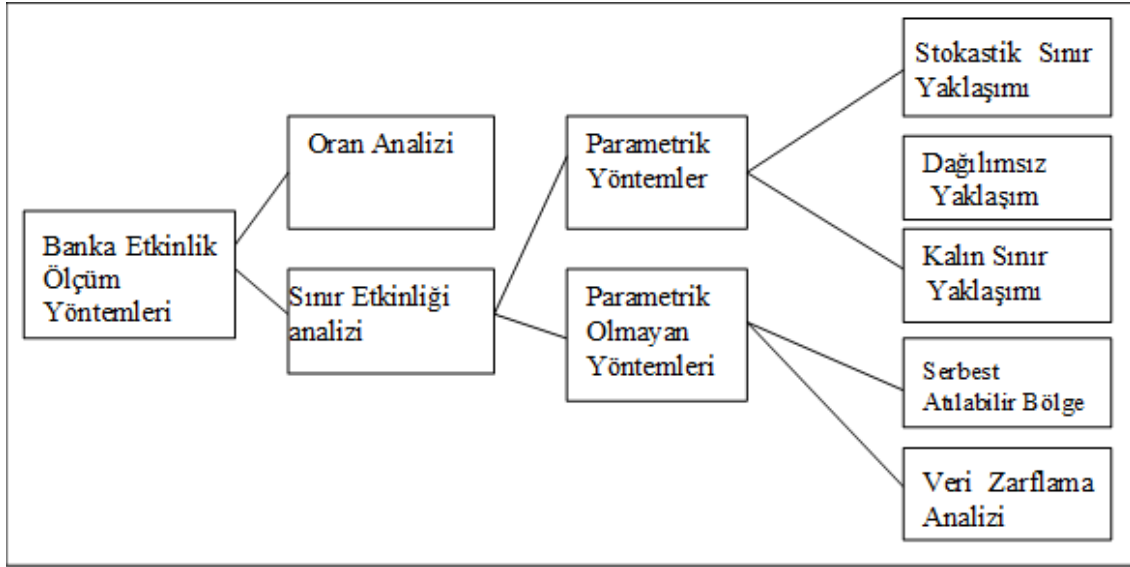 Banka Etkinlik
Ölçüm
Yöntemleri
Oran Analizi
Sınır Etkinliği
analizi
Parametrik
Yöntemler
Parametrik
Olmayan
Yöntemleri
Stokastik Sınır
Yaklaşımı
Dağılımsız
Yaklaşım
Kalın Sınır
Yaklaşımı
Serbest
Atılabilir Bölge
Veri Zarflama
Analizi